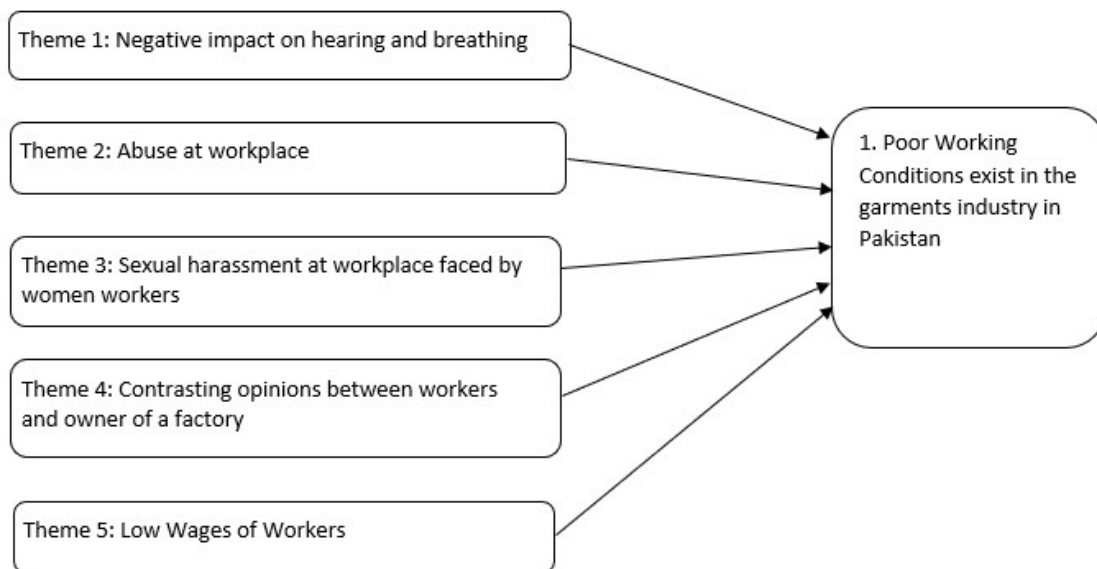 Theme 1: Negative impact on hearing and breathing
Theme 2: Abuse at workplace
Theme 3: Sexual harassment at workplace faced by
women workers
Theme 4: Contrasting opinions between workers
and owner of a factory
Theme 5: Low Wages of Workers
1. Poor Working
Conditions exist in the
garments industry in
Pakistan